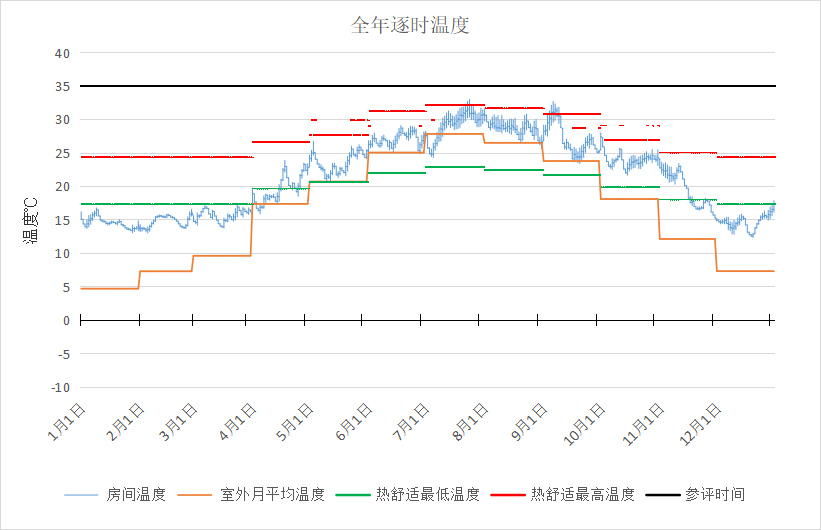 全年逐时温度
40
35
30
25
20
15
10
5
0
-5
-10
温度℃
1月1日
2月1日
3月1日
4月1日
5月1日
6月1日
7月1日
8月1日
9月1日
10月1日
11月1日
12月1日
房间温度 室外月平均温度 热舒适最低温度 热舒适最高温度 参评时间